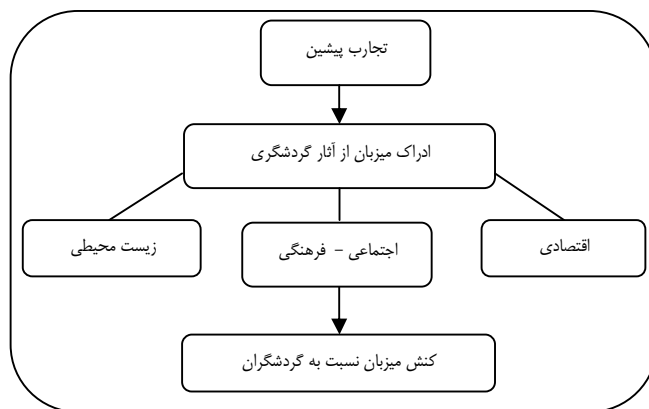 تجارب پیشین
ادراک میزبان از آثار گردشگری
اقتصادی
اجتماعی – فرهنگی
زیست محیطی
کنش میزبان نسبت به گردشگران